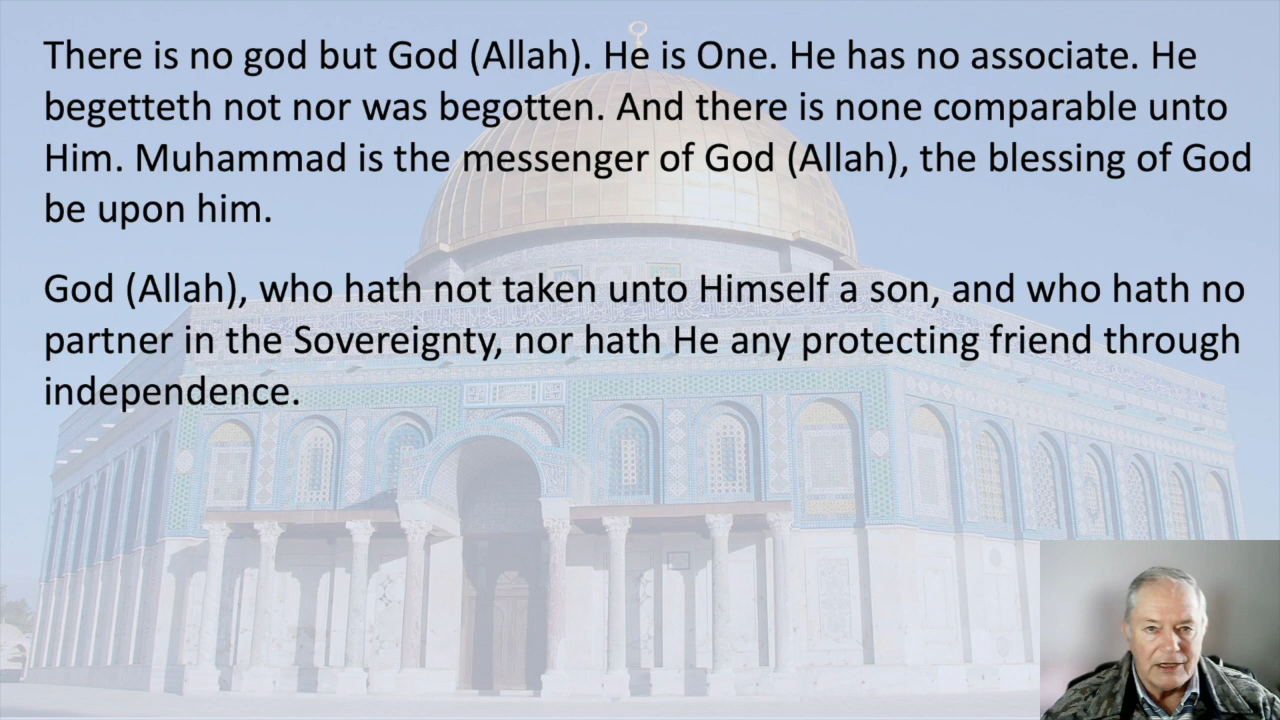 There is no god but God (Allah). He is One. He has no associate. He
begetteth not nor was begotten. And there is none comparable unto
Him. Muhammad is the messenger of God (Allah), the blessing of God
be upon him.
God (Allah), who hath not taken unto Himself a son, and who hath no
partner in the Sovereignty, nor hath He any protecting friend through
independence.